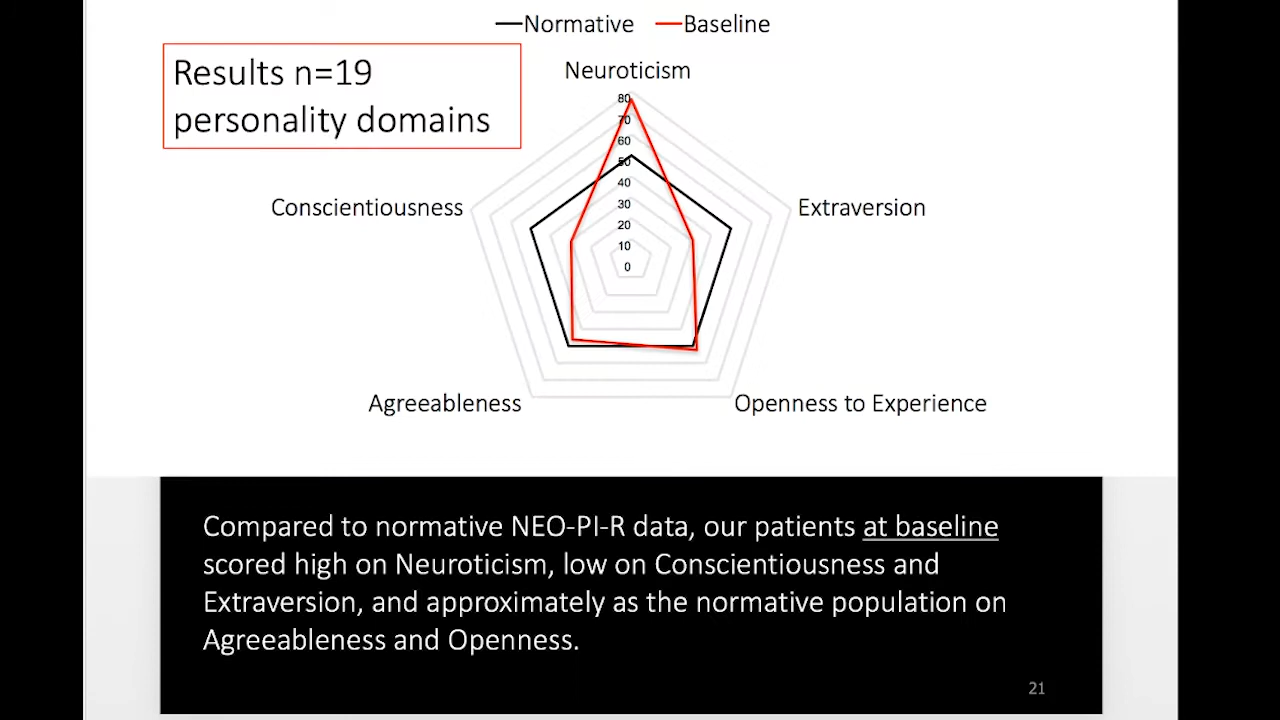 Normative Baseline
Results n=19
personality domains
Neuroticism
80
70
60
50
40
30
20
10
0
Conscientiousness
Extraversion
Agreeableness
Openness to Experience
Compared to normative NEO-PI-R data, our patients at baseline
scored high on Neuroticism, low on Conscientiousness and
Extraversion, and approximately as the normative population on
Agreeableness and Openness.
21